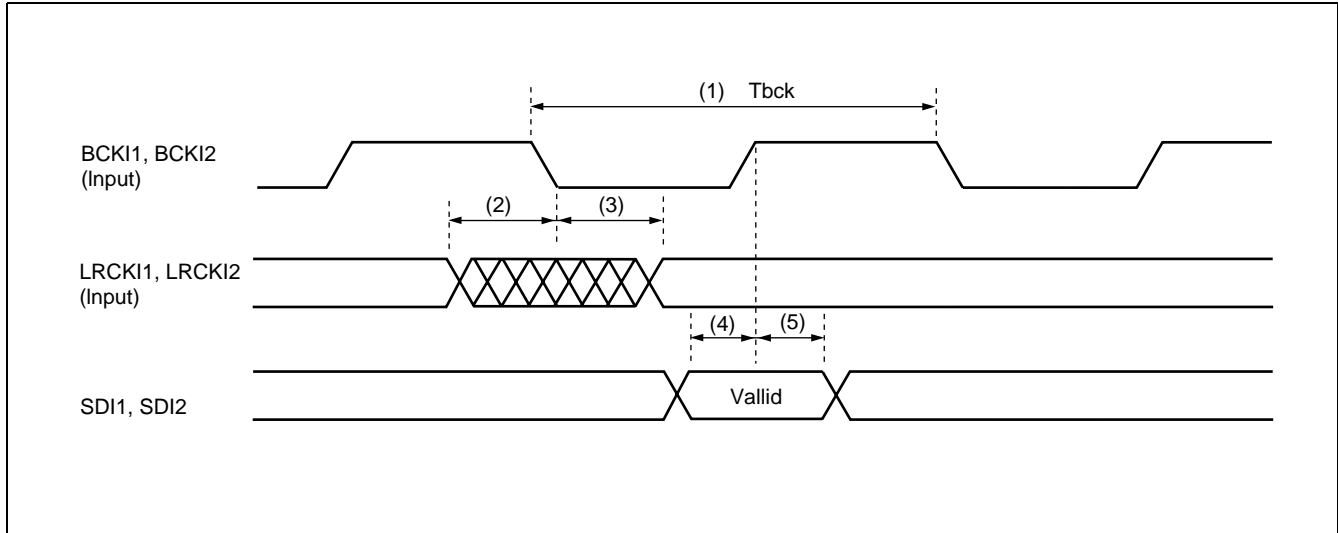 (1) Tbck
BCKI1, BCKI2
(Input)
(2)
(3)
LRCKI1, LRCKI2
(Input)
(4)
(5)
SDI1, SDI2
Vallid